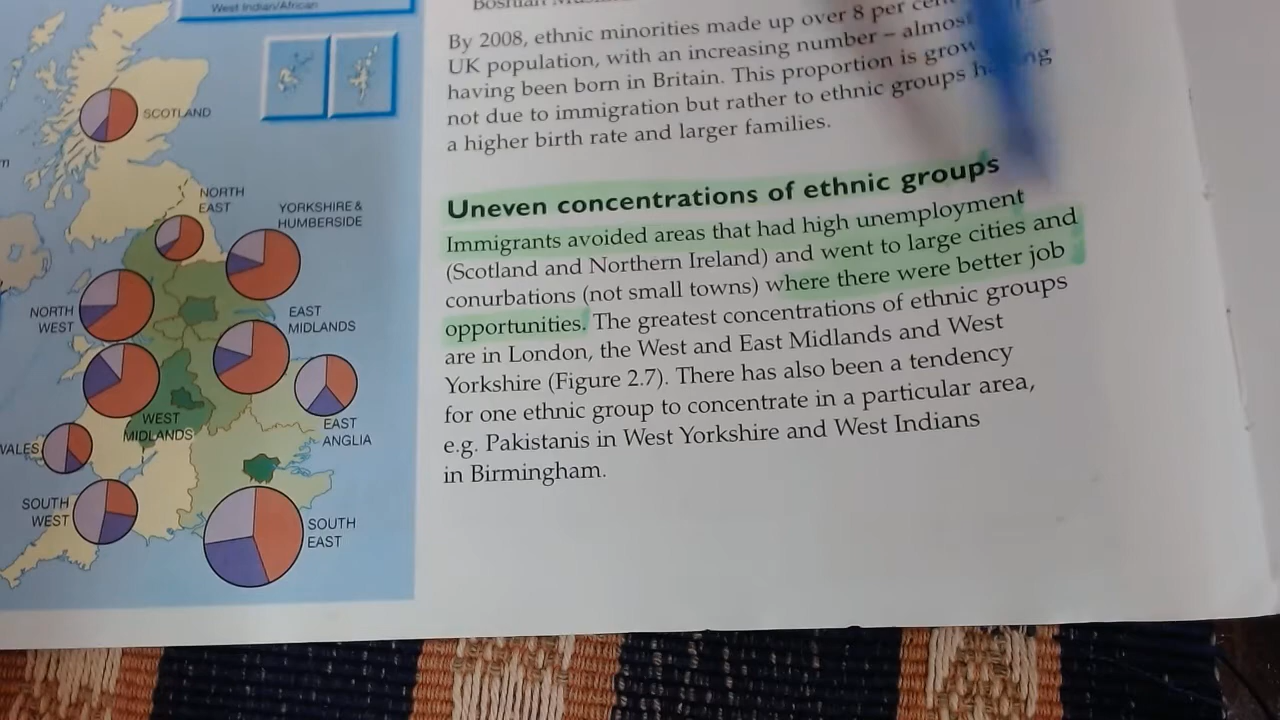 West Indian/African
SCOTLAND
NORTH
EAST
YORKSHIRE &
HUMBERSIDE
NORTH
WEST
EAST
MIDLANDS
WEST
MIDLANDS
EAST
ANGLIA
WALES
SOUTH
WEST
SOUTH
EAST
By 2008, ethnic minorities made up over 8 per
UK population, with an increasing number – almost
having been born in Britain. This proportion is
not due to immigration but rather to ethnic groups
a higher birth rate and larger families.
Uneven concentrations of ethnic groups
Immigrants avoided areas that had high unemployment
(Scotland and Northern Ireland) and went to large cities and
conurbations (not small towns) where there were better job
opportunities. The greatest concentrations of ethnic groups
are in London, the West and East Midlands and West
Yorkshire (Figure 2.7). There has also been a tendency
for one ethnic group to concentrate in a particular area,
e.g. Pakistanis in West Yorkshire and West Indians
in Birmingham.